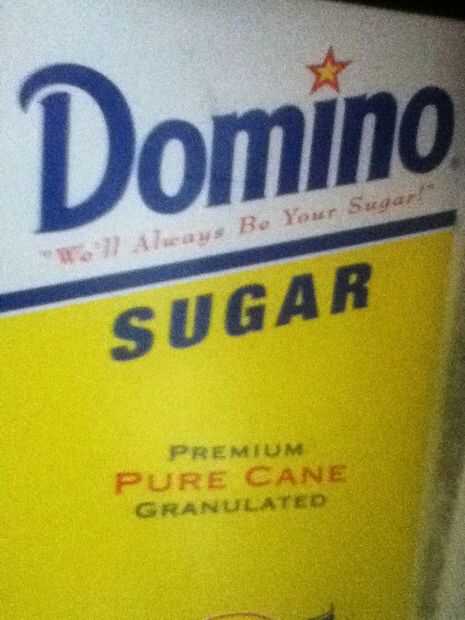 Domino
"We'll Always Be Your Sugar!"
SUGAR
PREMIUM
PURE CANE
GRANULATED